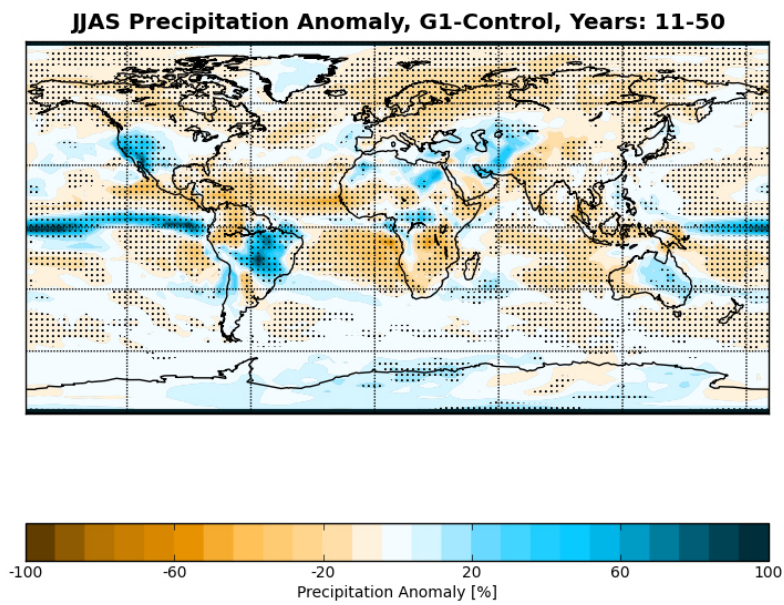 JJAS Precipitation Anomaly, G1-Control, Years: 11-50
-100 -60 -20 20 60 100
Precipitation Anomaly [%]